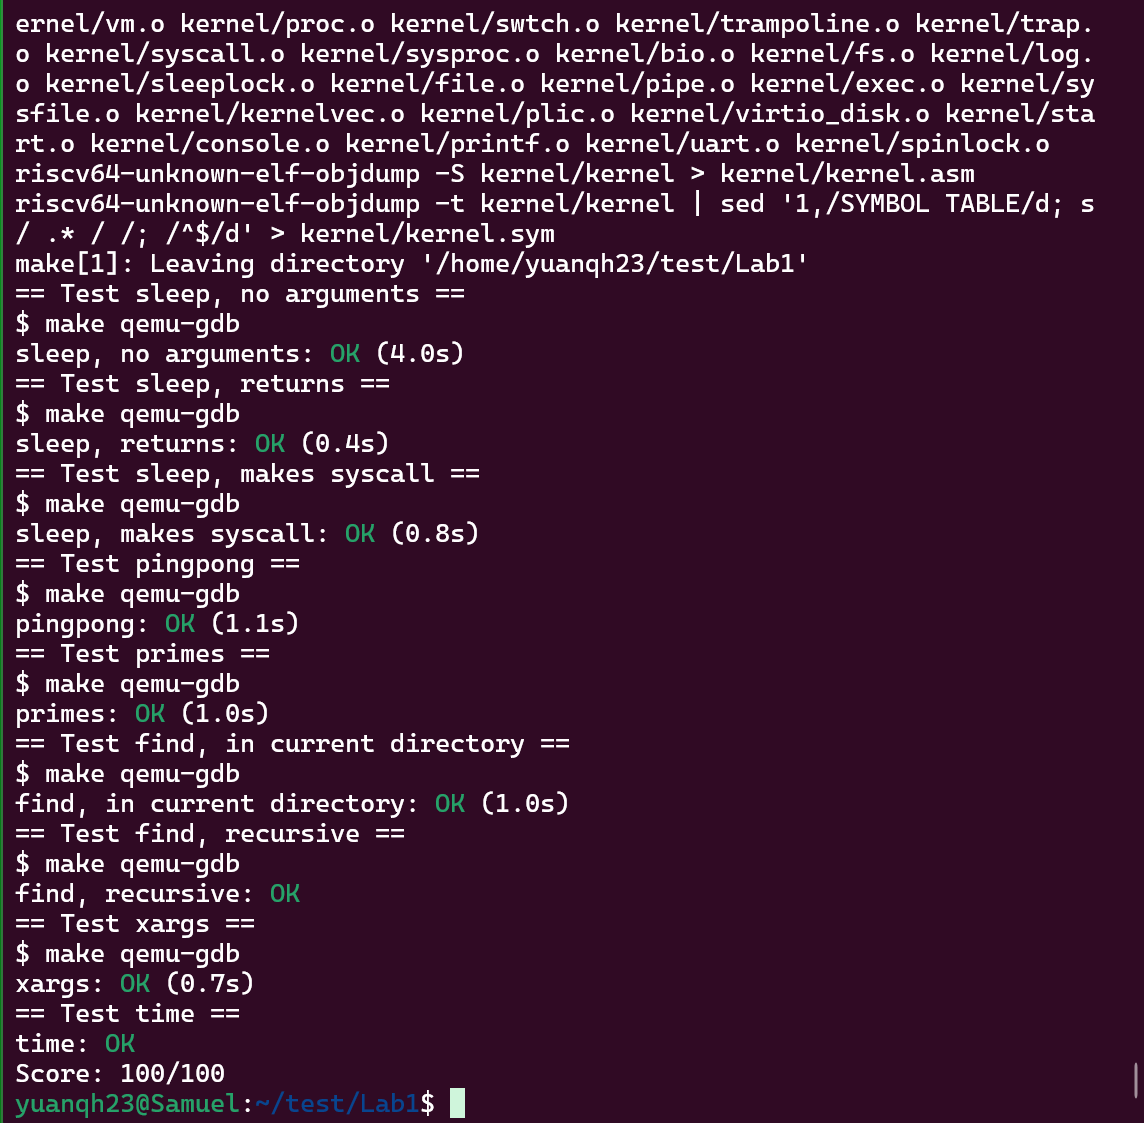 ernel/vm.o kernel/proc.o kernel/swtch.o kernel/trampoline.o kernel/trap.
o kernel/syscall.o kernel/sysproc.o kernel/bio.o kernel/fs.o kernel/log.
o kernel/sleeplock.o kernel/file.o kernel/pipe.o kernel/exec.o kernel/sy
sfile.o kernel/kernelvec.o kernel/plic.o kernel/virtio_disk.o kernel/sta
rt.o kernel/console.o kernel/printf.o kernel/uart.o kernel/spinlock.o
riscv64-unknown-elf-objdump -S kernel/kernel > kernel/kernel.asm
riscv64-unknown-elf-objdump -t kernel/kernel | sed '1,/SYMBOL TABLE/d; s
/ .* / /; /^$/d' > kernel/kernel.sym
make[1]: Leaving directory '/home/yuanqh23/test/Lab1'
== Test sleep, no arguments ==
$ make qemu-gdb
sleep, no arguments: OK (4.0s)
== Test sleep, returns ==
$ make qemu-gdb
sleep, returns: OK (0.4s)
== Test sleep, makes syscall ==
$ make qemu-gdb
sleep, makes syscall: OK (0.8s)
== Test pingpong ==
$ make qemu-gdb
pingpong: OK (1.1s)
== Test primes ==
$ make qemu-gdb
primes: OK (1.0s)
== Test find, in current directory ==
$ make qemu-gdb
find, in current directory: OK (1.0s)
== Test find, recursive ==
$ make qemu-gdb
find, recursive: OK
== Test xargs ==
$ make qemu-gdb
xargs: OK (0.7s)
== Test time ==
time: OK
Score: 100/100
yuanqh23@Samuel:~/test/Lab1$